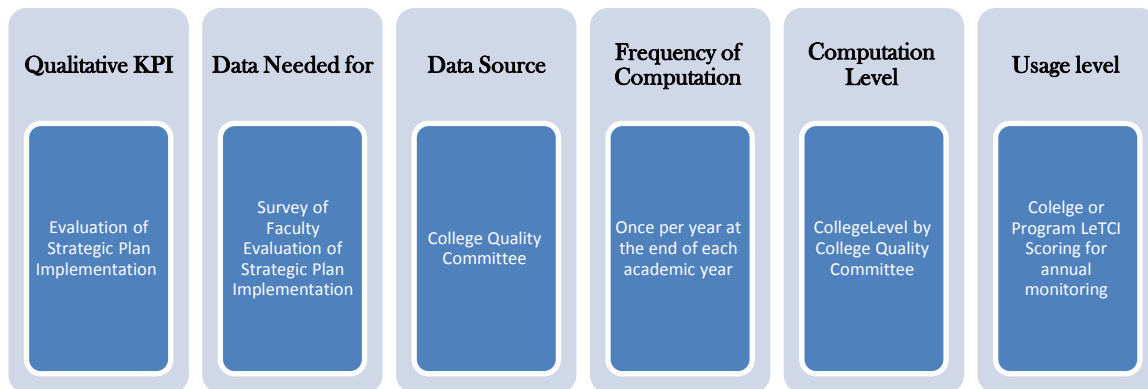 Qualitative KPI
Evaluation of
Strategic Plan
Implementation
Data Needed for
Survey of
Faculty
Evaluation of
Strategic Plan
Implementation
Data Source
College Quality
Committee
Frequency of
Computation
Once per year at
the end of each
academic year
Computation
Level
CollegeLevel by
College Quality
Committee
Usage level
Colelge or
Program LeTCI
Scoring for
annual
monitoring